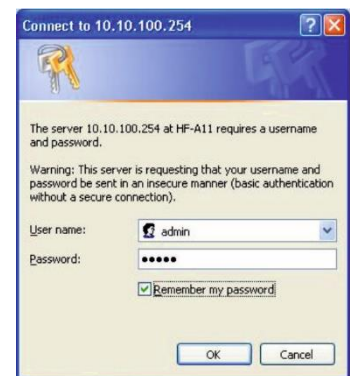 Connect to 10.10.100.254
The server 10.10.100.254 at HF-A11 requires a username
and password.
Warning: This server is requesting that your username and
password be sent in an insecure manner (basic authentication
without a secure connection).
User name:
admin
Password:
•••••
Remember my password
OK
Cancel